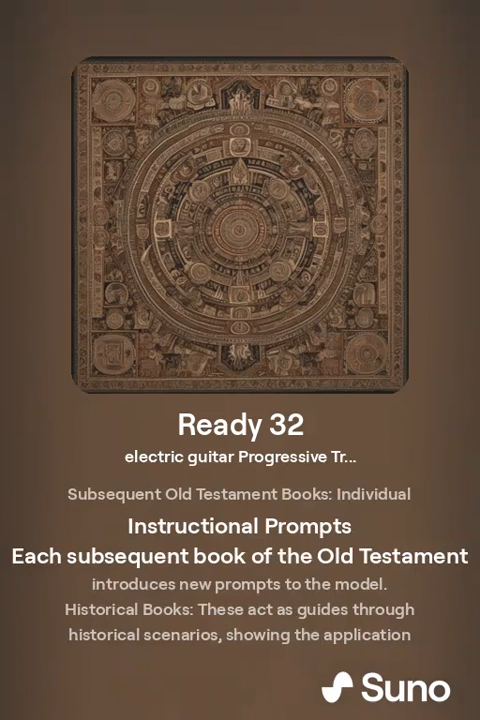 Ready 32
electric guitar Progressive Tr...
Subsequent Old Testament Books: Individual
Instructional Prompts
Each subsequent book of the Old Testament
introduces new prompts to the model.
Historical Books: These act as guides through
historical scenarios, showing the application
Suno